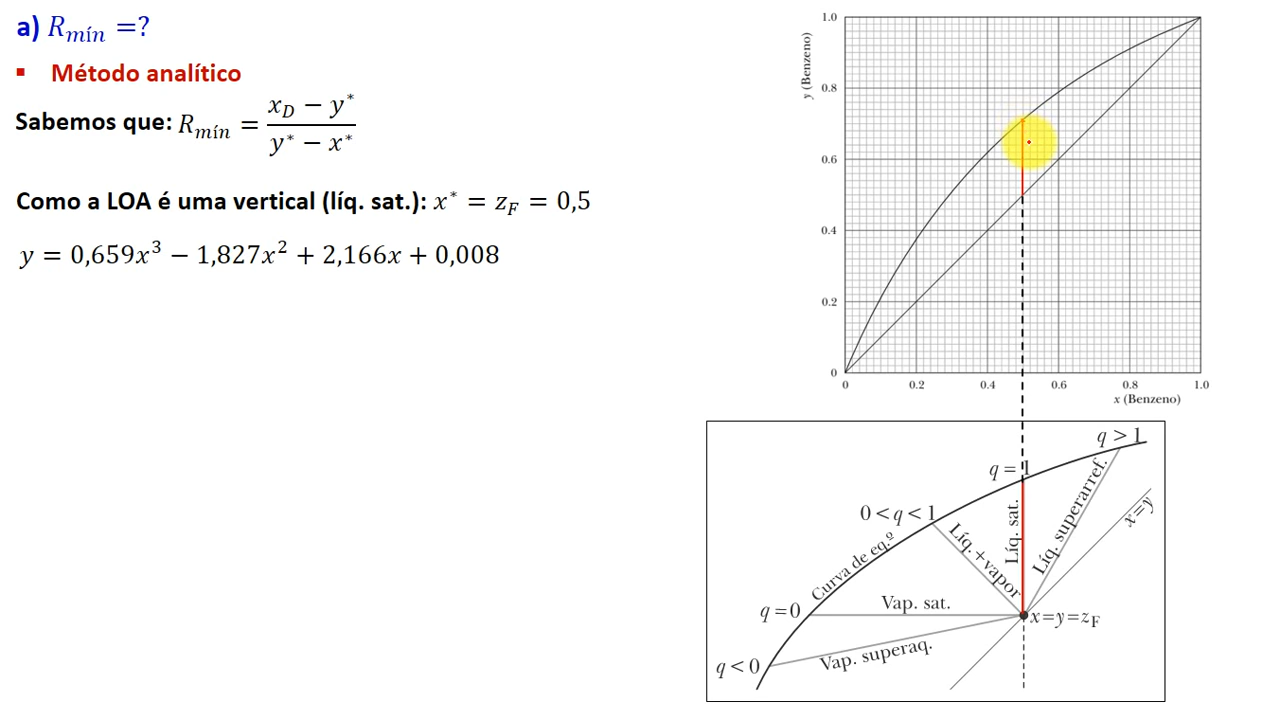 a) R_mín =?
▪ Método analítico
Sabemos que: R_mín = (x_D − y*) / (y* − x*)
Como a LOA é uma vertical (líq. sat.): x* = z_F = 0,5
y = 0,659x³ − 1,827x² + 2,166x + 0,008
1.0
0.8
0.6
0.4
0.2
0
y (Benzeno)
0 0.2 0.4 0.6 0.8 1.0
x (Benzeno)
q > 1
q = 1
0 < q < 1
Curva de eq.º
Líq. + vapor
Líq. sat.
Líq. superarref.
x=y
q = 0
Vap. sat.
x=y=z_F
q < 0
Vap. superaq.